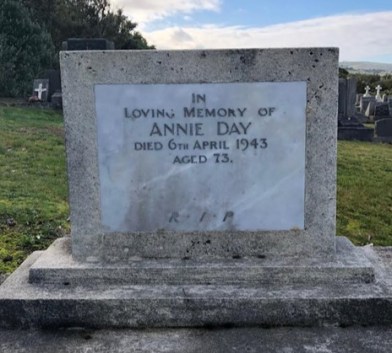 IN
LOVING MEMORY OF
ANNIE DAY
DIED 6TH APRIL 1943
AGED 73.
R · I · P